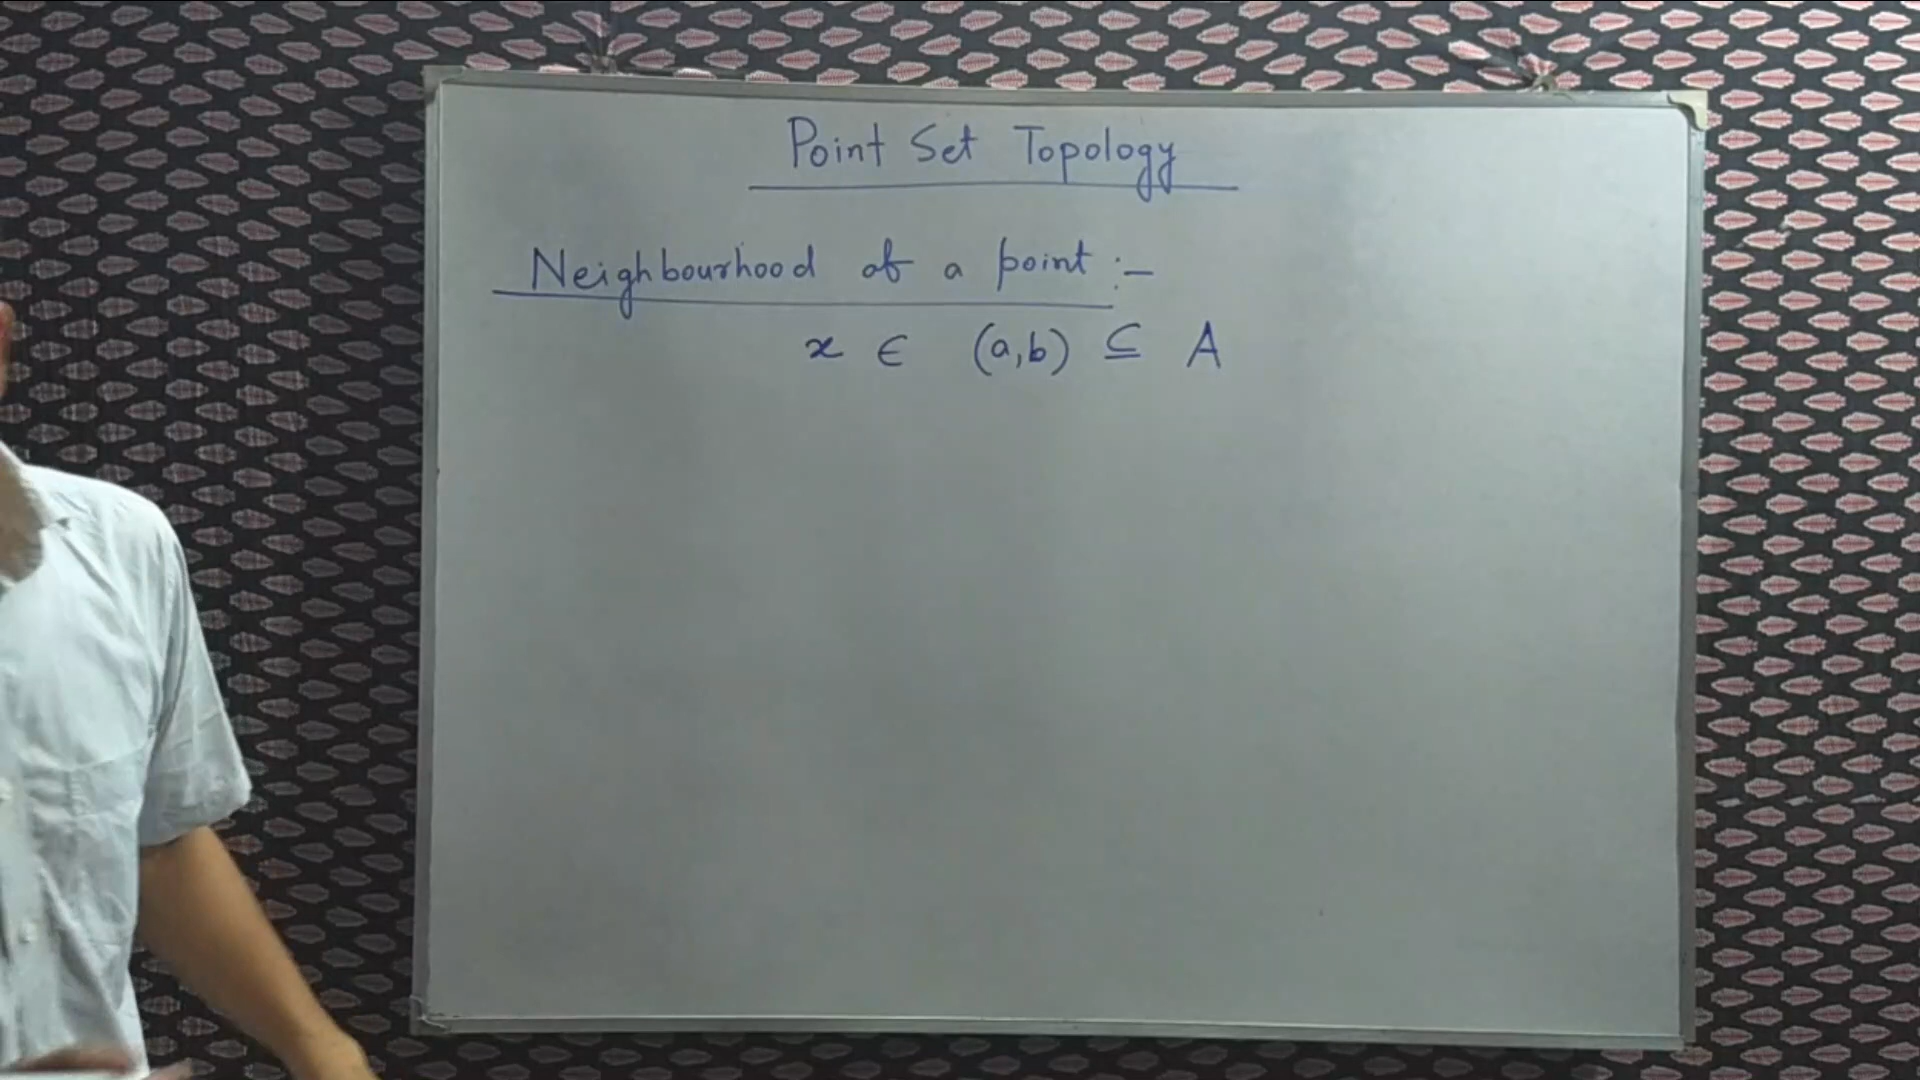 Point Set Topology
Neighbourhood of a point :-
x ∈ (a,b) ⊆ A